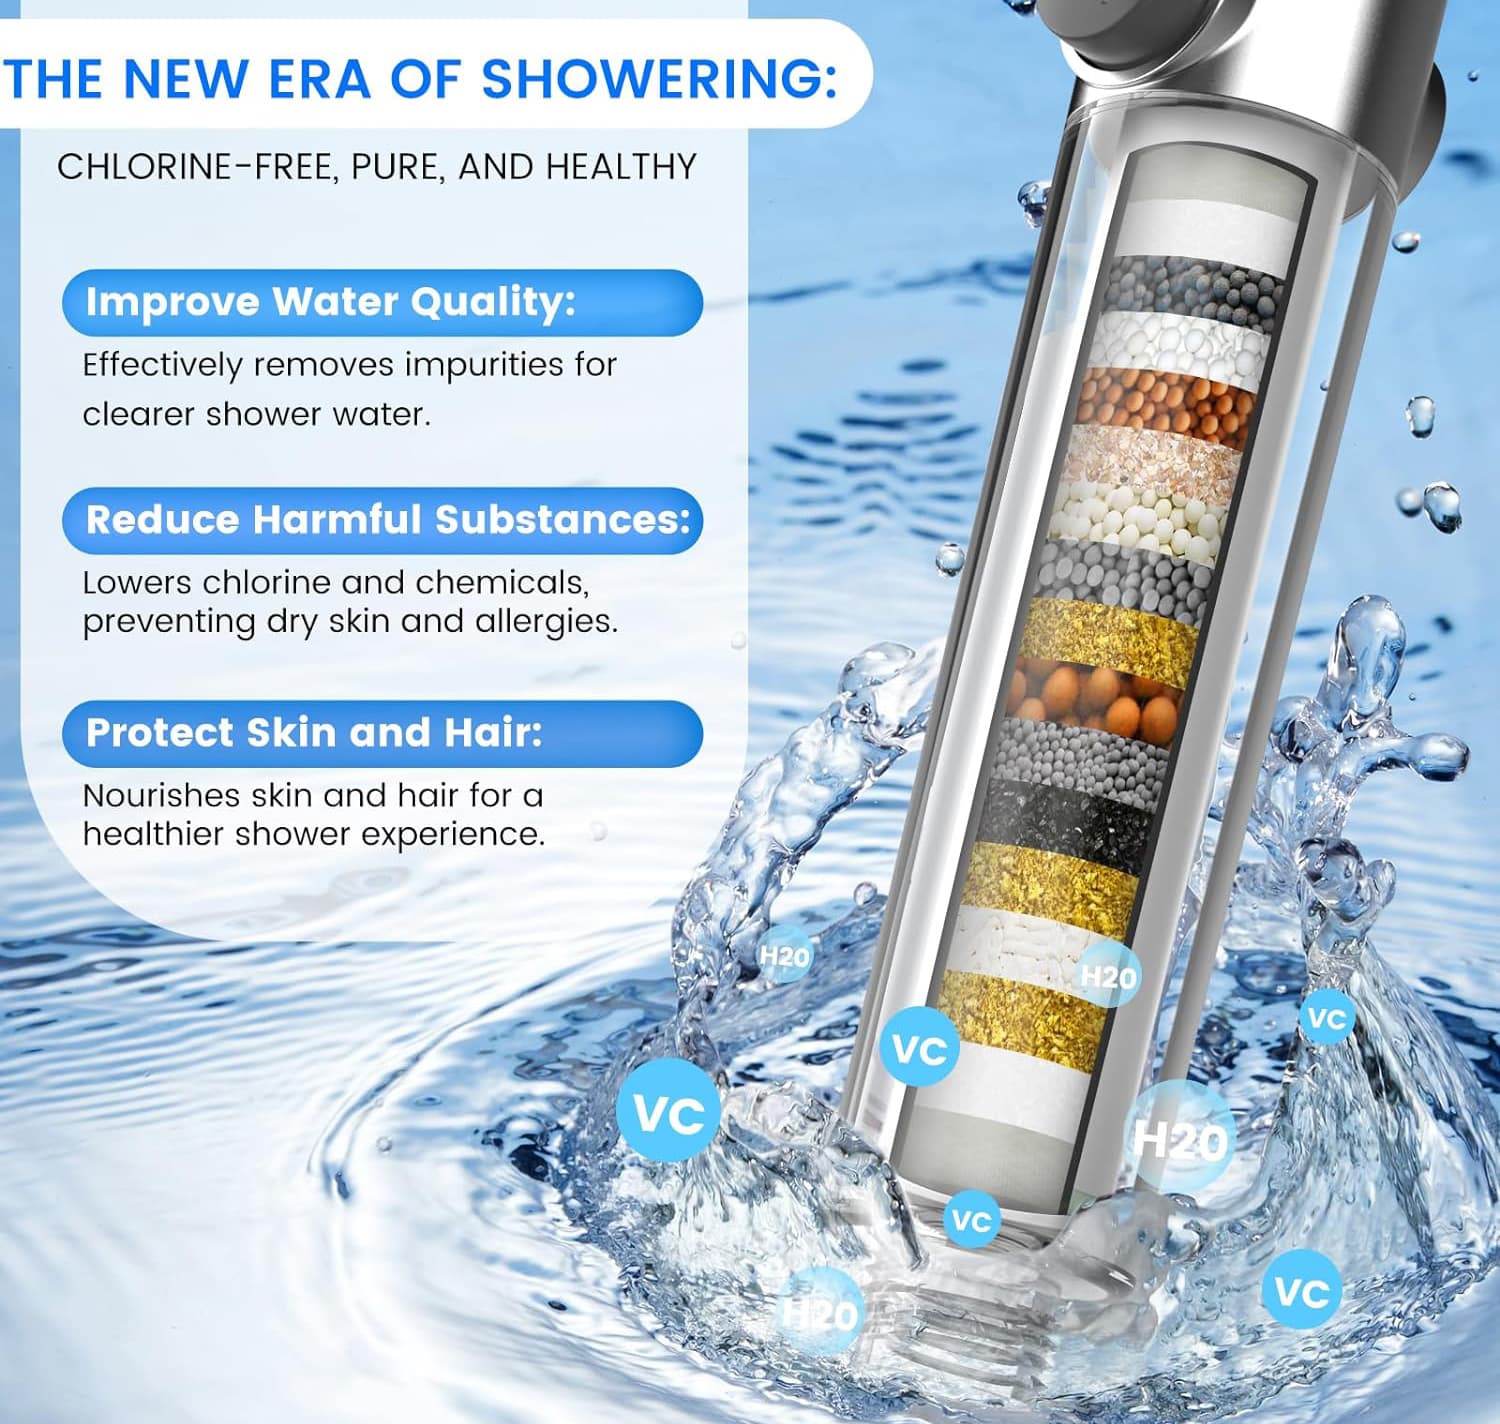 THE NEW ERA OF SHOWERING:
CHLORINE-FREE, PURE, AND HEALTHY
Improve Water Quality:
Effectively removes impurities for
clearer shower water.
Reduce Harmful Substances:
Lowers chlorine and chemicals,
preventing dry skin and allergies.
Protect Skin and Hair:
Nourishes skin and hair for a
healthier shower experience.
H20
H20
VC
VC
VC
H20
VC
VC
H20